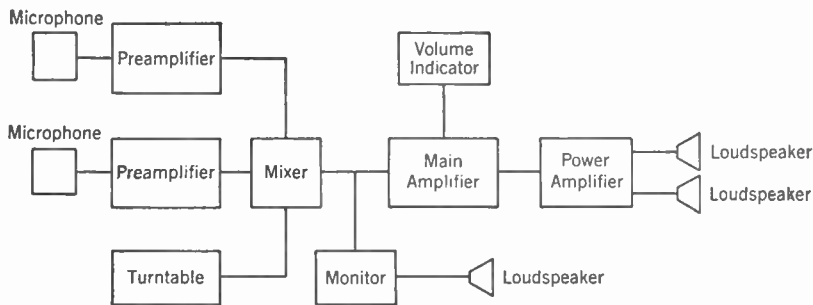 Microphone
Preamplifier
Volume
Indicator
Microphone
Preamplifier
Mixer
Main
Amplifier
Power
Amplifier
Loudspeaker
Loudspeaker
Turntable
Monitor
Loudspeaker